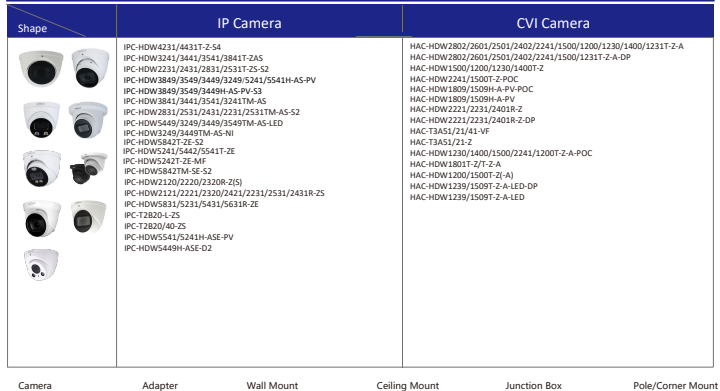 Shape
IP Camera
CVI Camera
IPC-HDW4231/4431T-Z-S4
IPC-HDW3241/3441/3541/3841T-ZAS
IPC-HDW2231/2431/2831/2531T-ZS-S2
IPC-HDW3849/3549/3449/3249/5241/5541H-AS-PV
IPC-HDW3849/3549/3449H-AS-PV-S3
IPC-HDW3841/3441/3541/3241TM-AS
IPC-HDW2831/2531/2431/2231/2531TM-AS-S2
IPC-HDW5449/3249/3449/3549TM-AS-LED
IPC-HDW3249/3449TM-AS-NI
IPC-HDW5842T-ZE-S2
IPC-HDW5241/5442/5541T-ZE
IPC-HDW5242T-ZE-MF
IPC-HDW5842TM-SE-S2
IPC-HDW2120/2220/2320R-Z(S)
IPC-HDW2121/2221/2320/2421/2231/2531/2431R-ZS
IPC-HDW5831/5231/5431/5631R-ZE
IPC-T2B20-L-ZS
IPC-T2B20/40-ZS
IPC-HDW5541/5241H-ASE-PV
IPC-HDW5449H-ASE-D2
HAC-HDW2802/2601/2501/2402/2241/1500/1200/1230/1400/1231T-Z-A
HAC-HDW2802/2601/2501/2402/2241/1500/1231T-Z-A-DP
HAC-HDW1500/1200/1230/1400T-Z
HAC-HDW2241/1500T-Z-POC
HAC-HDW1809/1509H-A-PV-POC
HAC-HDW1809/1509H-A-PV
HAC-HDW2221/2231/2401R-Z
HAC-HDW2221/2231/2401R-Z-DP
HAC-T3A51/21/41-VF
HAC-T3A51/21-Z
HAC-HDW1230/1400/1500/2241/1200T-Z-A-POC
HAC-HDW1801T-Z/T-Z-A
HAC-HDW1200/1500T-Z(-A)
HAC-HDW1239/1509T-Z-A-LED-DP
HAC-HDW1239/1509T-Z-A-LED
Camera
Adapter
Wall Mount
Ceiling Mount
Junction Box
Pole/Corner Mount